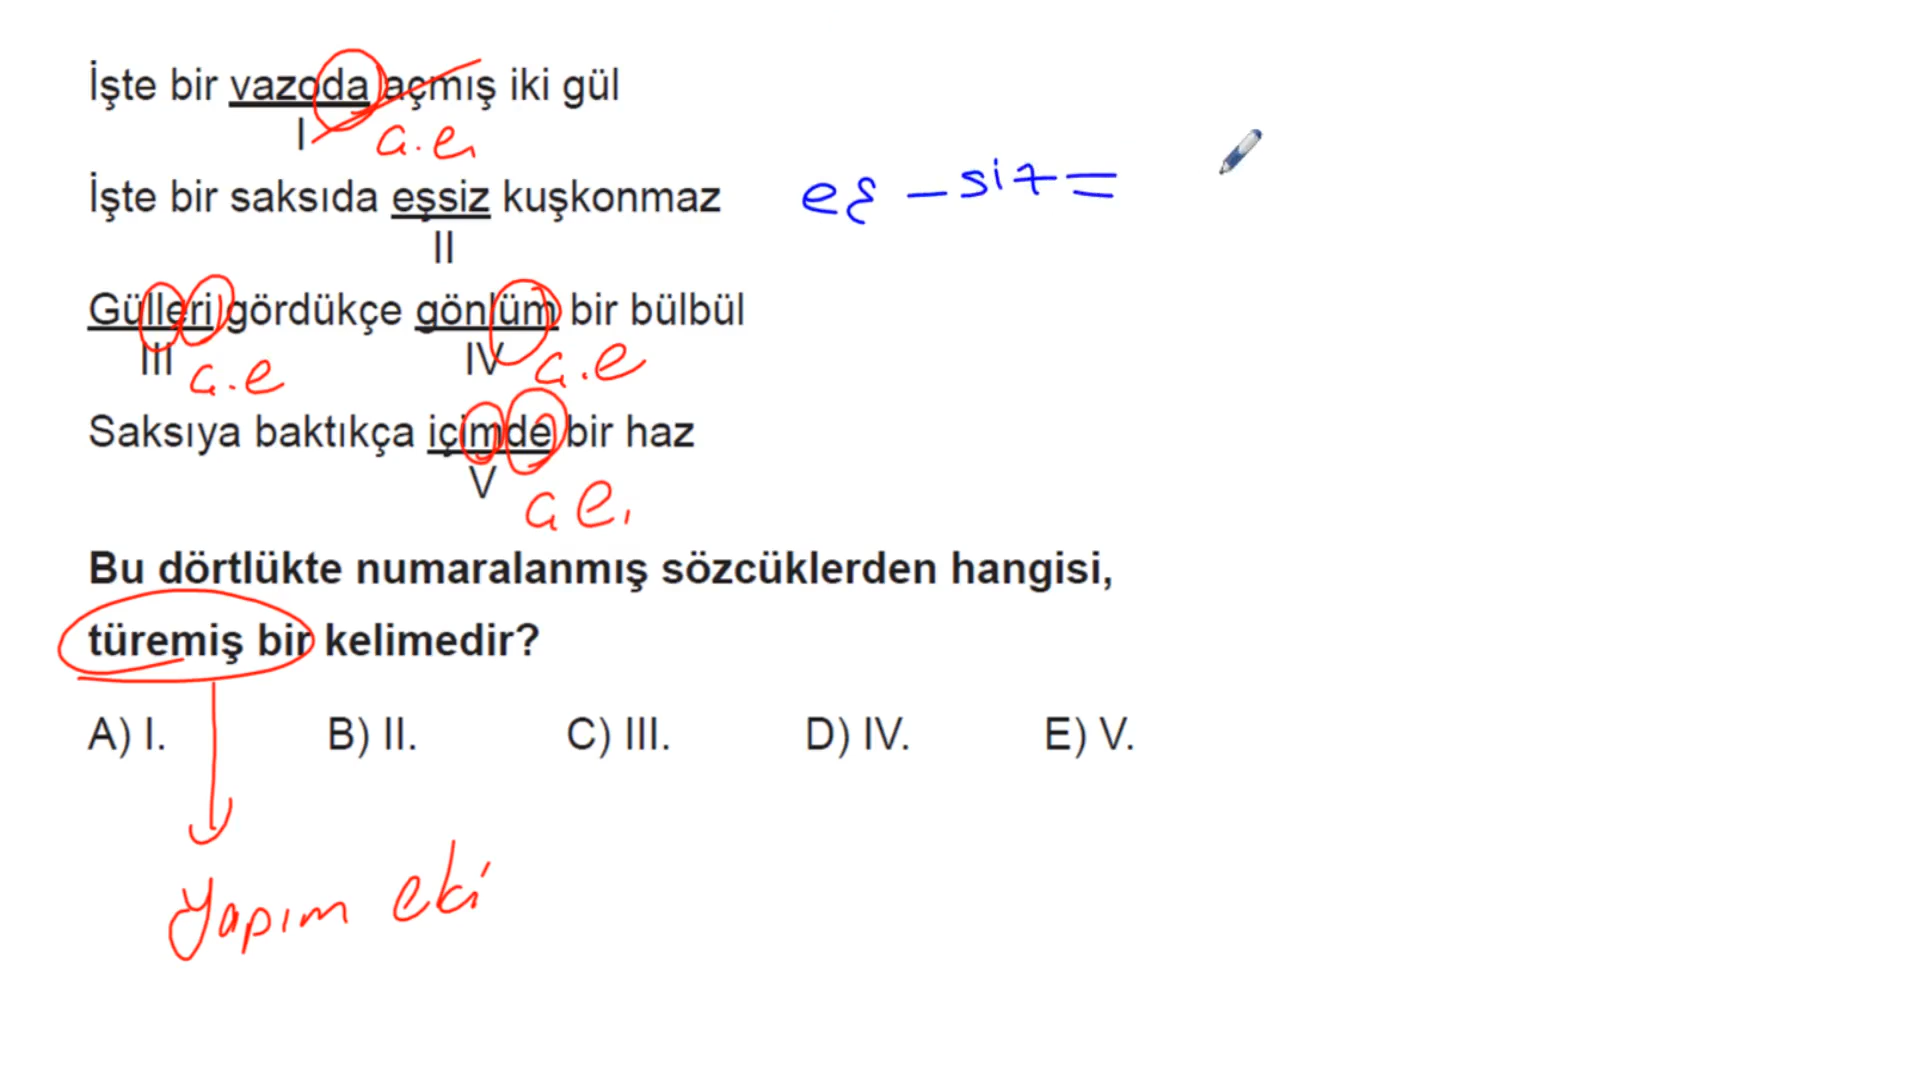 İşte bir vazoda açmış iki gül
I a.e
İşte bir saksıda eşsiz kuşkonmaz eş - siz =
II
Gülleri gördükçe gönlüm bir bülbül
III a.e IV a.e
Saksıya baktıkça içimde bir haz
V a e
Bu dörtlükte numaralanmış sözcüklerden hangisi,
türemiş bir kelimedir?
A) I. B) II. C) III. D) IV. E) V.
Yapım eki